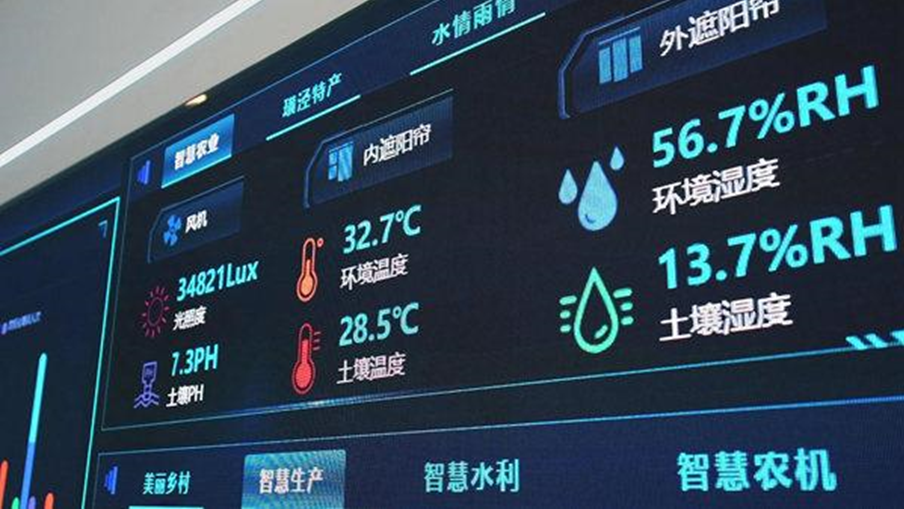 智慧农业
璜泾特产
水情雨情
风机
内遮阳帘
外遮阳帘
34821Lux
光照度
32.7℃
环境温度
56.7%RH
环境湿度
7.3PH
土壤PH
28.5℃
土壤温度
13.7%RH
土壤湿度
美丽乡村
智慧生产
智慧水利
智慧农机